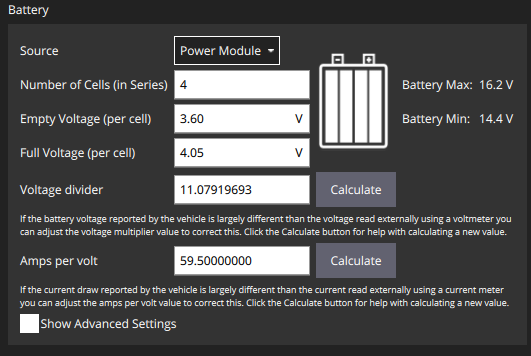 Battery
Source Power Module
Number of Cells (in Series) 4 Battery Max: 16.2 V
Empty Voltage (per cell) 3.60 V Battery Min: 14.4 V
Full Voltage (per cell) 4.05 V
Voltage divider 11.07919693 Calculate
If the battery voltage reported by the vehicle is largely different than the voltage read externally using a voltmeter you
can adjust the voltage multiplier value to correct this. Click the Calculate button for help with calculating a new value.
Amps per volt 59.50000000 Calculate
If the current draw reported by the vehicle is largely different than the current read externally using a current meter
you can adjust the amps per volt value to correct this. Click the Calculate button for help with calculating a new value.
Show Advanced Settings